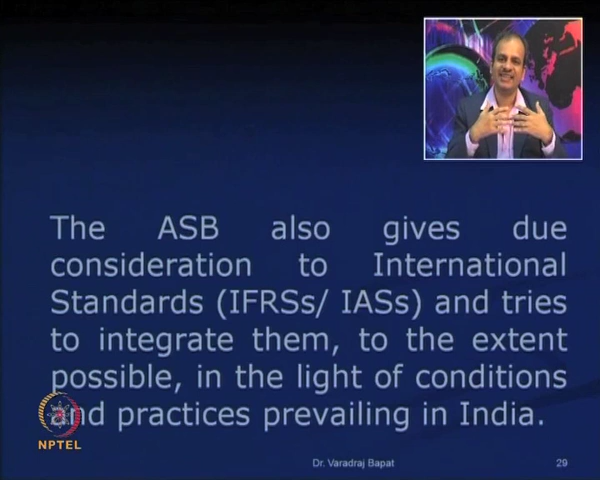 The ASB also gives due
consideration to International
Standards (IFRSs/ IASs) and tries
to integrate them, to the extent
possible, in the light of conditions
and practices prevailing in India.
NPTEL
Dr. Varadraj Bapat
29